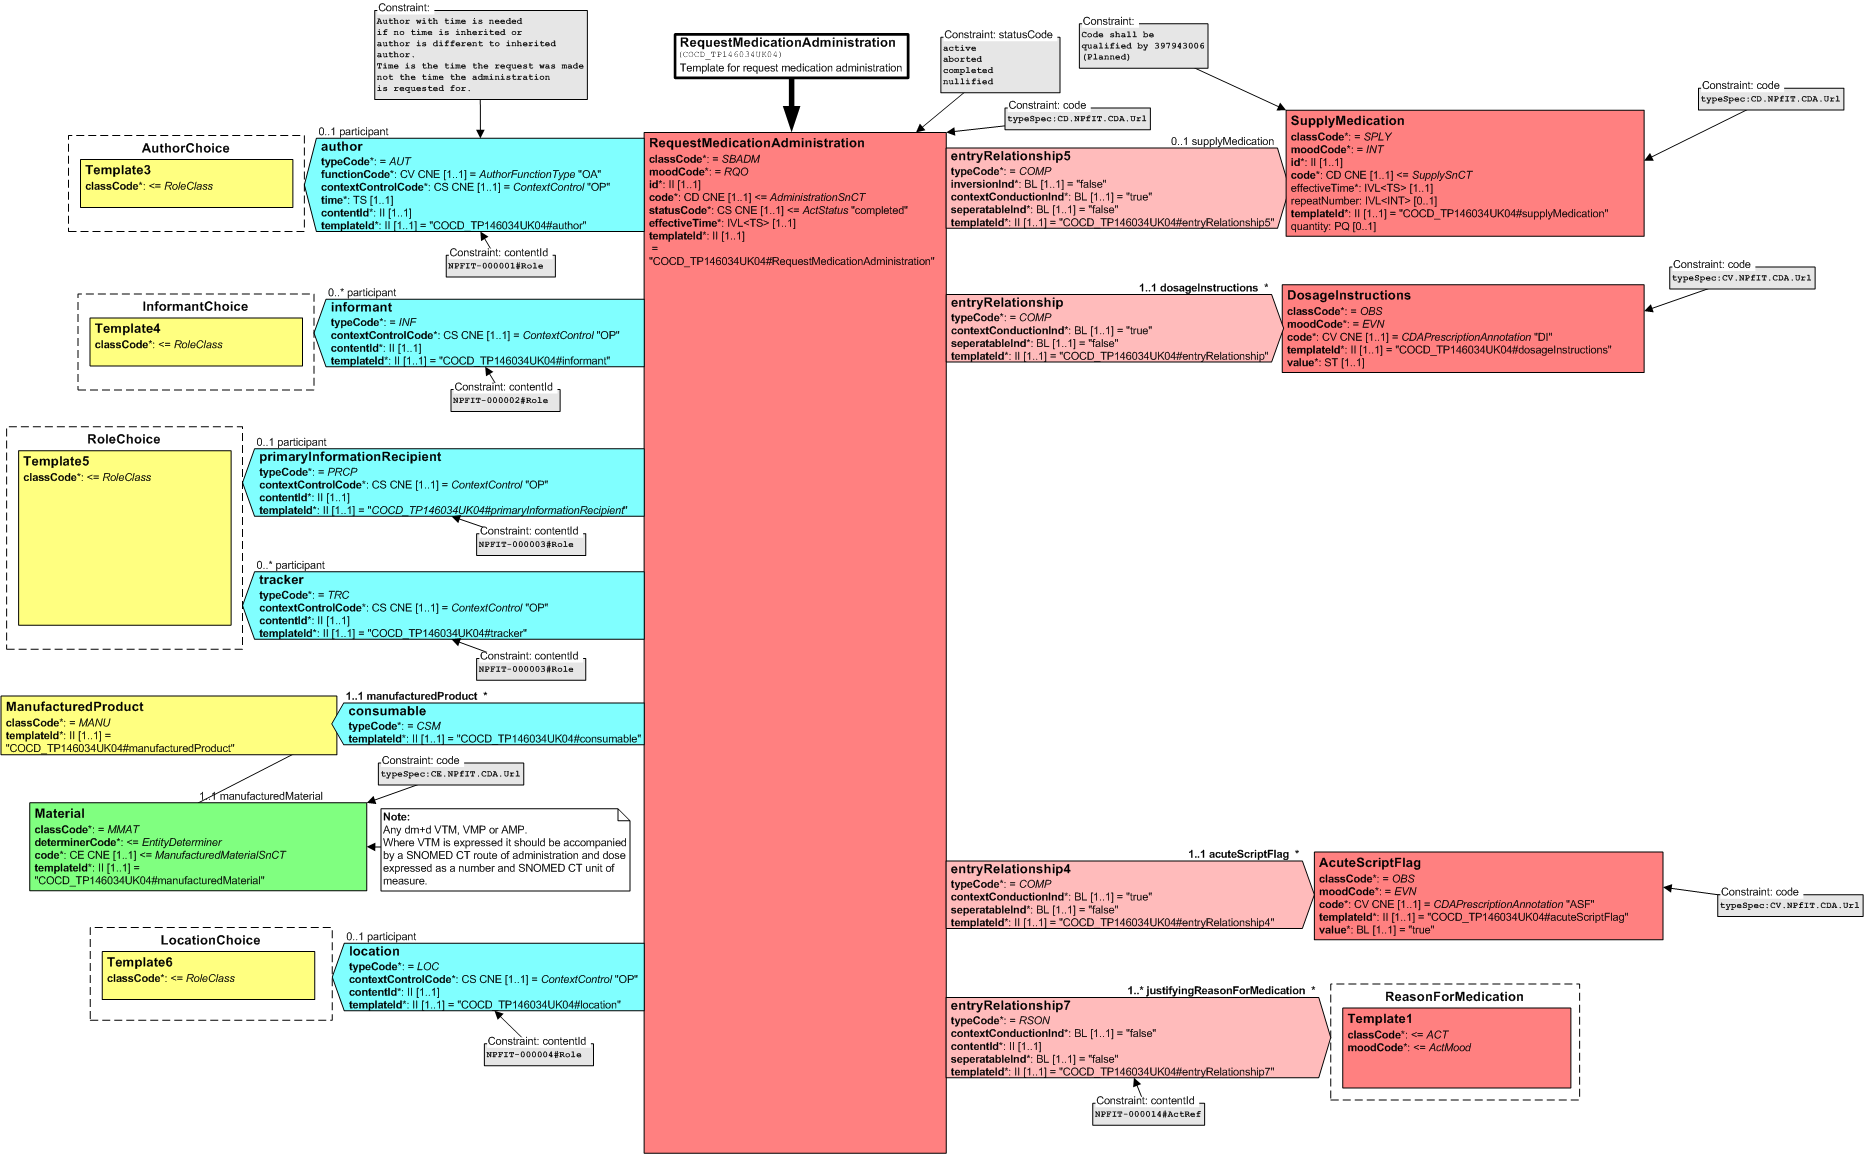 Constraint:
Author with time is needed
if no time is inherited or
author is different to inherited
author.
Time is the time the request was made
not the time the administration
is requested for.
RequestMedicationAdministration
(COCD_TP146034UK04)
Template for request medication administration
Constraint: statusCode
active
aborted
completed
nullified
Constraint:
Code shall be
qualified by 397943006
(Planned)
Constraint: code
typeSpec:CD.NPfIT.CDA.Url
Constraint: code
typeSpec:CD.NPfIT.CDA.Url
AuthorChoice
Template3
classCode*: <= RoleClass
0..1 participant
author
typeCode*: = AUT
functionCode*: CV CNE [1..1] = AuthorFunctionType "OA"
contextControlCode*: CS CNE [1..1] = ContextControl "OP"
time*: TS [1..1]
contentId*: II [1..1]
templateId*: II [1..1] = "COCD_TP146034UK04#author"
Constraint: contentId
NPFIT-000001#Role
RequestMedicationAdministration
classCode*: = SBADM
moodCode*: = RQO
id*: II [1..1]
code*: CD CNE [1..1] <= AdministrationSnCT
statusCode*: CS CNE [1..1] <= ActStatus "completed"
effectiveTime*: IVL<TS> [1..1]
templateId*: II [1..1]
=
"COCD_TP146034UK04#RequestMedicationAdministration"
0..1 supplyMedication
entryRelationship5
typeCode*: = COMP
inversionInd*: BL [1..1] = "false"
contextConductionInd*: BL [1..1] = "true"
seperatableInd*: BL [1..1] = "false"
templateId*: II [1..1] = "COCD_TP146034UK04#entryRelationship5"
SupplyMedication
classCode*: = SPLY
moodCode*: = INT
id*: II [1..1]
code*: CD CNE [1..1] <= SupplySnCT
effectiveTime*: IVL<TS> [1..1]
repeatNumber: IVL<INT> [0..1]
templateId*: II [1..1] = "COCD_TP146034UK04#supplyMedication"
quantity: PQ [0..1]
InformantChoice
Template4
classCode*: <= RoleClass
0..* participant
informant
typeCode*: = INF
contextControlCode*: CS CNE [1..1] = ContextControl "OP"
contentId*: II [1..1]
templateId*: II [1..1] = "COCD_TP146034UK04#informant"
Constraint: contentId
NPFIT-000002#Role
1..1 dosageInstructions *
entryRelationship
typeCode*: = COMP
contextConductionInd*: BL [1..1] = "true"
seperatableInd*: BL [1..1] = "false"
templateId*: II [1..1] = "COCD_TP146034UK04#entryRelationship"
Constraint: code
typeSpec:CV.NPfIT.CDA.Url
DosageInstructions
classCode*: = OBS
moodCode*: = EVN
code*: CV CNE [1..1] = CDAPrescriptionAnnotation "DI"
templateId*: II [1..1] = "COCD_TP146034UK04#dosageInstructions"
value*: ST [1..1]
RoleChoice
Template5
classCode*: <= RoleClass
0..1 participant
primaryInformationRecipient
typeCode*: = PRCP
contextControlCode*: CS CNE [1..1] = ContextControl "OP"
contentId*: II [1..1]
templateId*: II [1..1] = "COCD_TP146034UK04#primaryInformationRecipient"
Constraint: contentId
NPFIT-000003#Role
0..* participant
tracker
typeCode*: = TRC
contextControlCode*: CS CNE [1..1] = ContextControl "OP"
contentId*: II [1..1]
templateId*: II [1..1] = "COCD_TP146034UK04#tracker"
Constraint: contentId
NPFIT-000003#Role
ManufacturedProduct
classCode*: = MANU
templateId*: II [1..1] =
"COCD_TP146034UK04#manufacturedProduct"
1..1 manufacturedProduct *
consumable
typeCode*: = CSM
templateId*: II [1..1] = "COCD_TP146034UK04#consumable"
Constraint: code
typeSpec:CE.NPfIT.CDA.Url
1..1 manufacturedMaterial
Material
classCode*: = MMAT
determinerCode*: <= EntityDeterminer
code*: CE CNE [1..1] <= ManufacturedMaterialSnCT
templateId*: II [1..1] =
"COCD_TP146034UK04#manufacturedMaterial"
Note:
Any dm+d VTM, VMP or AMP.
Where VTM is expressed it should be accompanied
by a SNOMED CT route of administration and dose
expressed as a number and SNOMED CT unit of
measure.
1..1 acuteScriptFlag *
entryRelationship4
typeCode*: = COMP
contextConductionInd*: BL [1..1] = "true"
seperatableInd*: BL [1..1] = "false"
templateId*: II [1..1] = "COCD_TP146034UK04#entryRelationship4"
AcuteScriptFlag
classCode*: = OBS
moodCode*: = EVN
code*: CV CNE [1..1] = CDAPrescriptionAnnotation "ASF"
templateId*: II [1..1] = "COCD_TP146034UK04#acuteScriptFlag"
value*: BL [1..1] = "true"
Constraint: code
typeSpec:CV.NPfIT.CDA.Url
LocationChoice
Template6
classCode*: <= RoleClass
0..1 participant
location
typeCode*: = LOC
contextControlCode*: CS CNE [1..1] = ContextControl "OP"
contentId*: II [1..1]
templateId*: II [1..1] = "COCD_TP146034UK04#location"
Constraint: contentId
NPFIT-000004#Role
1..* justifyingReasonForMedication *
entryRelationship7
typeCode*: = RSON
contextConductionInd*: BL [1..1] = "false"
contentId*: II [1..1]
seperatableInd*: BL [1..1] = "false"
templateId*: II [1..1] = "COCD_TP146034UK04#entryRelationship7"
Constraint: contentId
NPFIT-000014#ActRef
ReasonForMedication
Template1
classCode*: <= ACT
moodCode*: <= ActMood